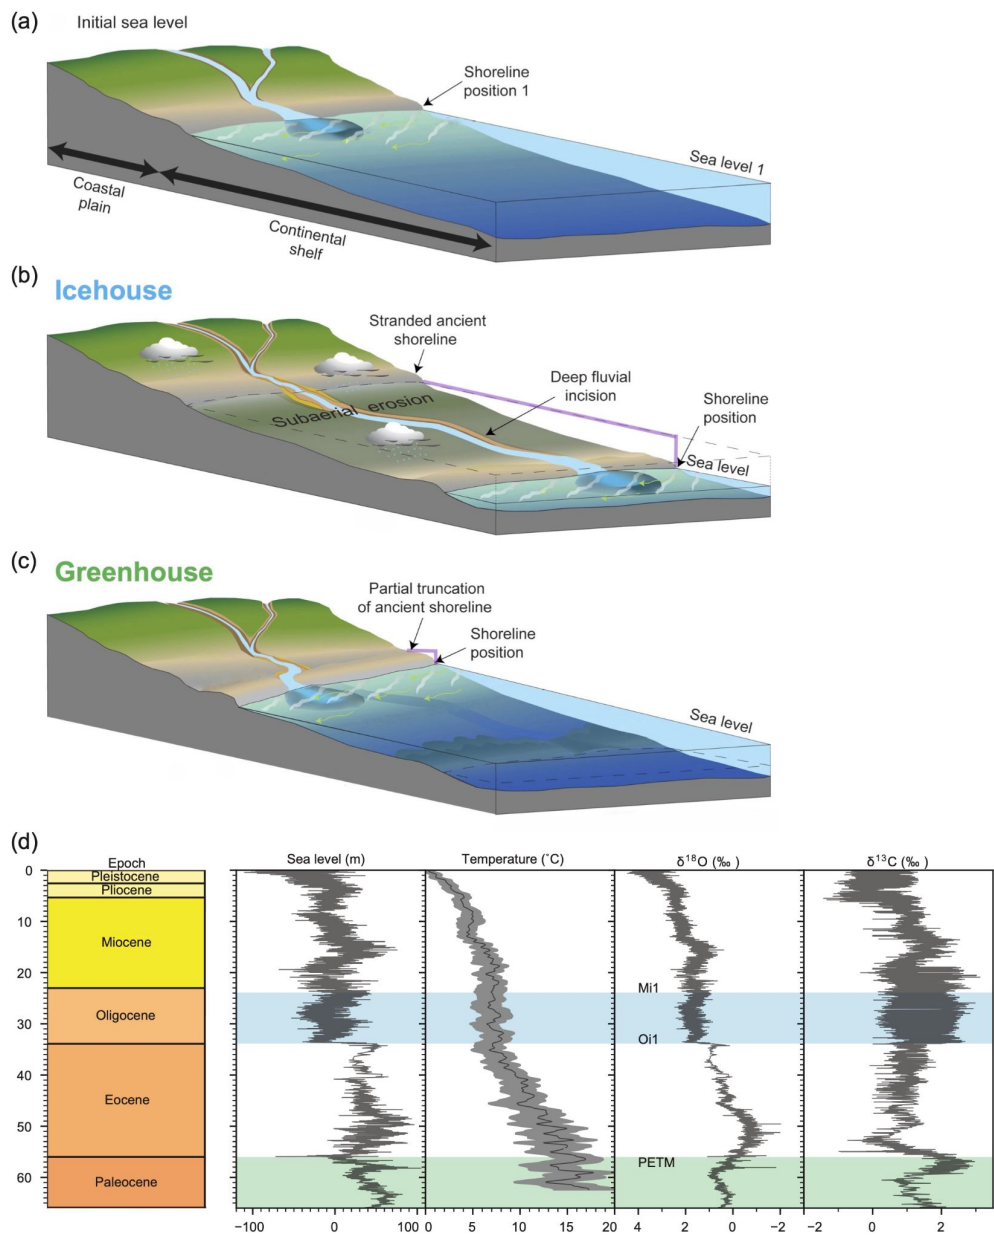 (a)
Initial sea level
Shoreline
position 1
Sea level 1
Coastal
plain
Continental
shelf
(b)
Icehouse
Stranded ancient
shoreline
Deep fluvial
incision
Shoreline
position
Subaerial erosion
Sea level
(c)
Greenhouse
Partial truncation
of ancient shoreline
Shoreline
position
Sea level
(d)
Epoch
Sea level (m)
Temperature (˚C)
δ¹⁸O (‰ )
δ¹³C (‰ )
0
Pleistocene
Pliocene
10
Miocene
20
Mi1
Oligocene
30
Oi1
40
Eocene
50
PETM
60
Paleocene
−100 0 100
0 5 10 15 20
4 2 0 −2
−2 0 2